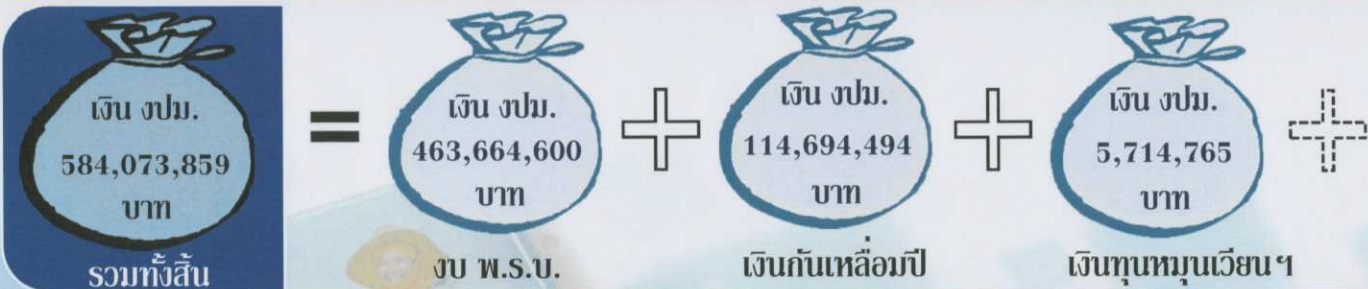 เงิน งปม.
584,073,859
บาท
รวมทั้งสิ้น
=
เงิน งปม.
463,664,600
บาท
งบ พ.ร.บ.
+
เงิน งปม.
114,694,494
บาท
เงินกันเหลื่อมปี
+
เงิน งปม.
5,714,765
บาท
เงินทุนหมุนเวียนฯ
+